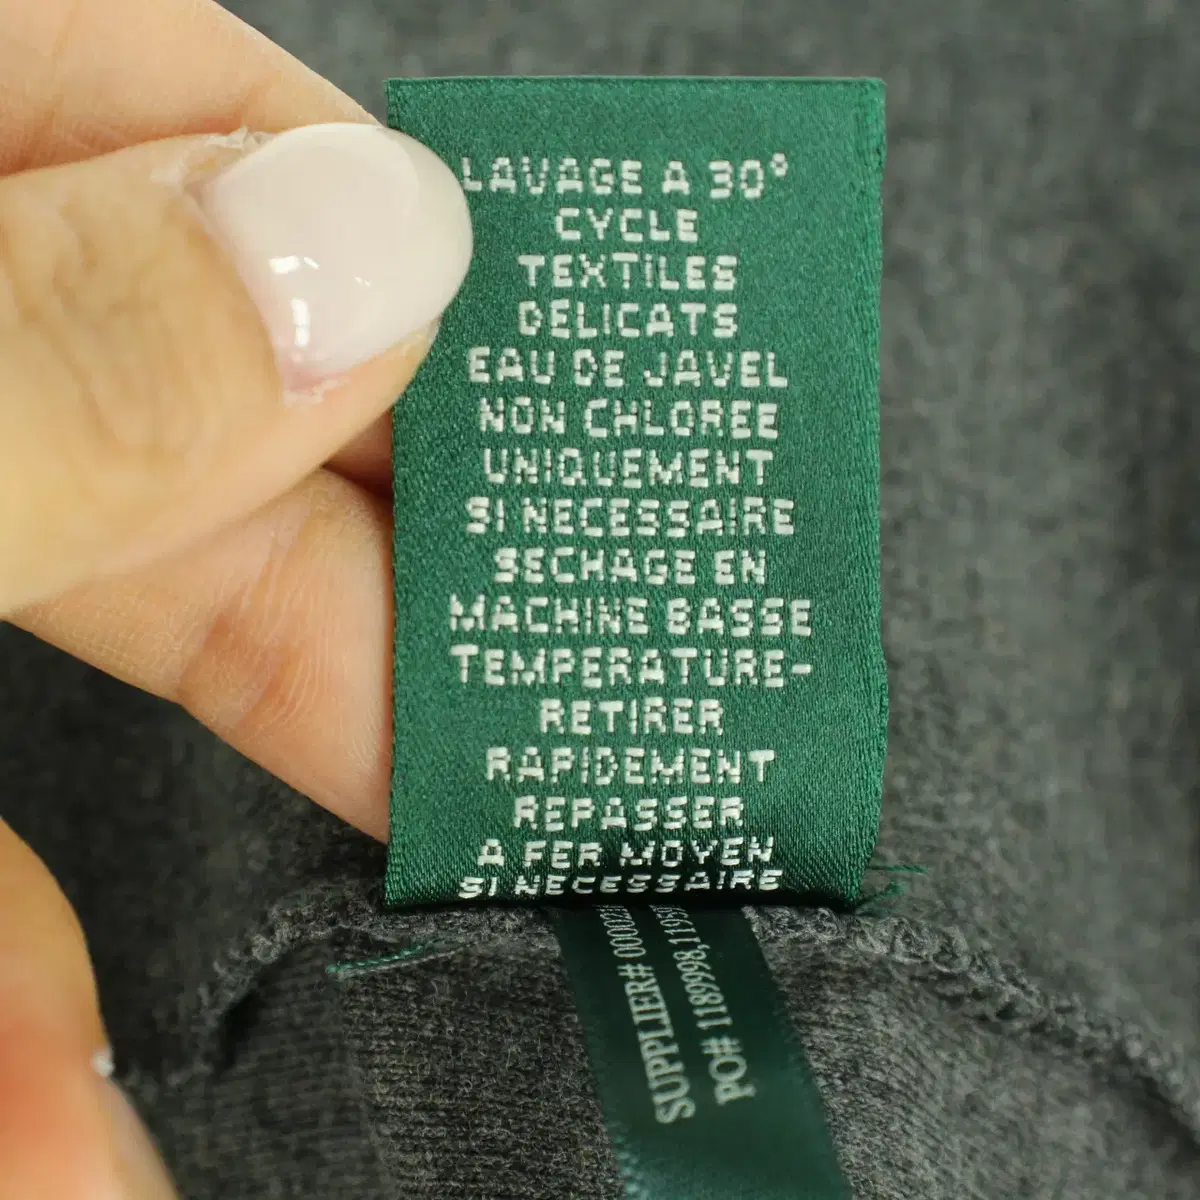 LAVAGE A 30°
CYCLE
TEXTILES
DELICATS
EAU DE JAVEL
NON CHLOREE
UNIQUEMENT
SI NECESSAIRE
SECHAGE EN
MACHINE BASSE
TEMPERATURE-
RETIRER
RAPIDEMENT
REPASSER
A FER MOYEN
SI NECESSAIRE
SUPPLIER#
PO#